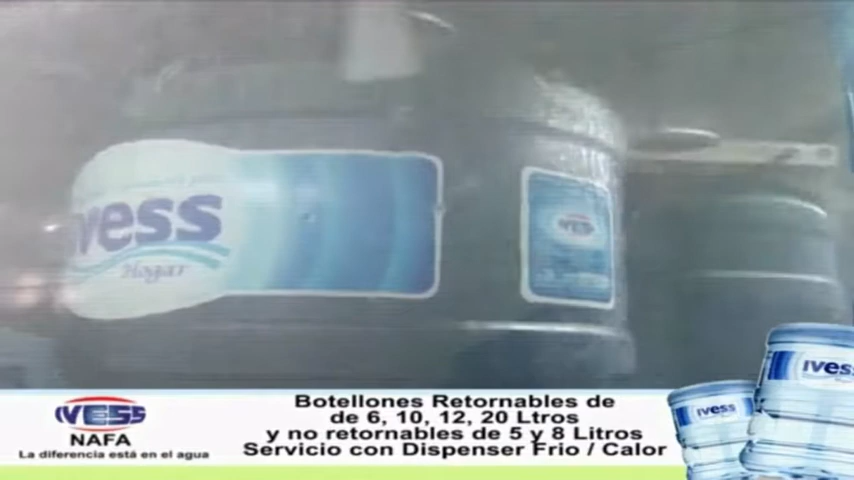 ivess
Hogar
IVESS
IVESS
NAFA
La diferencia está en el agua
Botellones Retornables de
de 6, 10, 12, 20 Ltros
y no retornables de 5 y 8 Litros
Servicio con Dispenser Frio / Calor
IVESS
IVESS